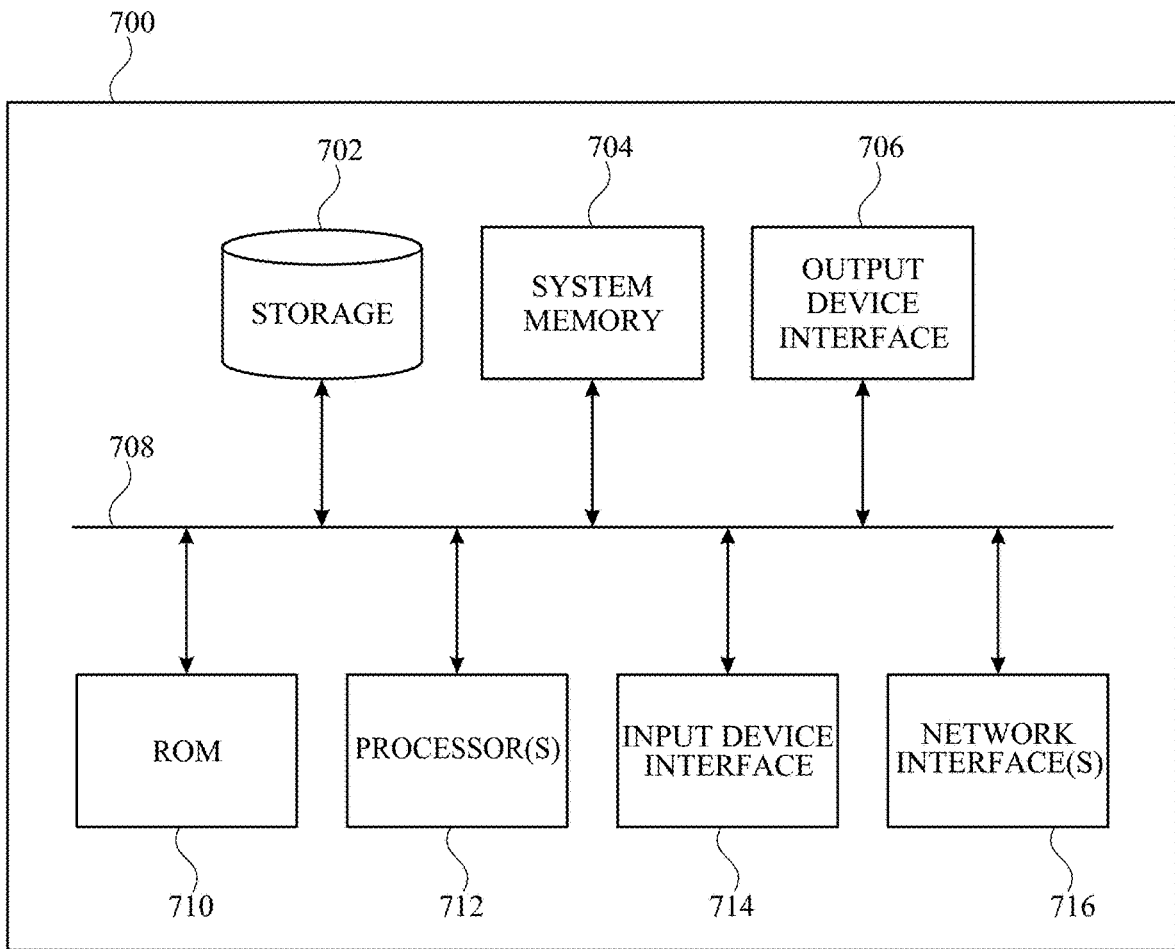 700
702
704
706
STORAGE
SYSTEM
MEMORY
OUTPUT
DEVICE
INTERFACE
708
ROM
PROCESSOR(S)
INPUT DEVICE
INTERFACE
NETWORK
INTERFACE(S)
710
712
714
716